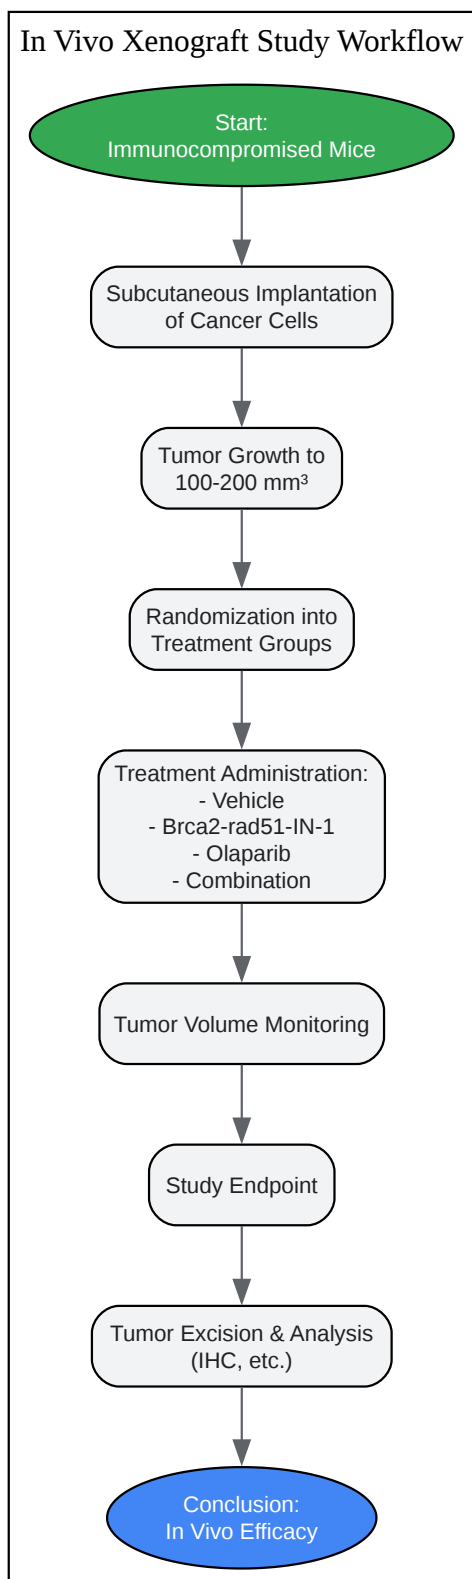 In Vivo Xenograft Study Workflow
Start:
Immunocompromised Mice
Subcutaneous Implantation
of Cancer Cells
Tumor Growth to
100-200 mm³
Randomization into
Treatment Groups
Treatment Administration:
- Vehicle
- Brca2-rad51-IN-1
- Olaparib
- Combination
Tumor Volume Monitoring
Study Endpoint
Tumor Excision & Analysis
(IHC, etc.)
Conclusion:
In Vivo Efficacy